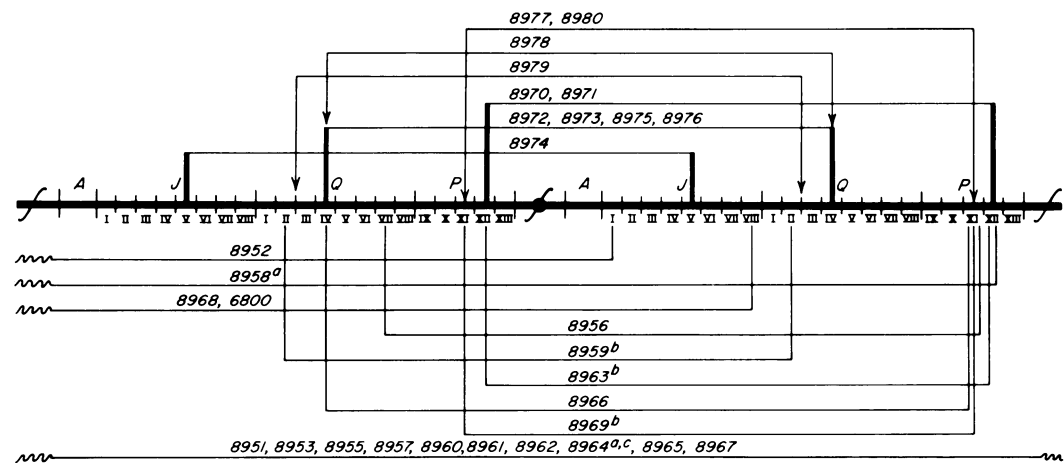 8977, 8980
8978
8979
8970, 8971
8972, 8973, 8975, 8976
8974
A J Q P A J Q P
I II III IV V VI VII VIII I II III IV V VI VII VIII IX X XI XII XIII I II III IV V VI VII VIII I II III IV V VI VII VIII IX X XI XII XIII
8952
8958a
8968, 6800
8956
8959b
8963b
8966
8969b
8951, 8953, 8955, 8957, 8960, 8961, 8962, 8964a,c, 8965, 8967